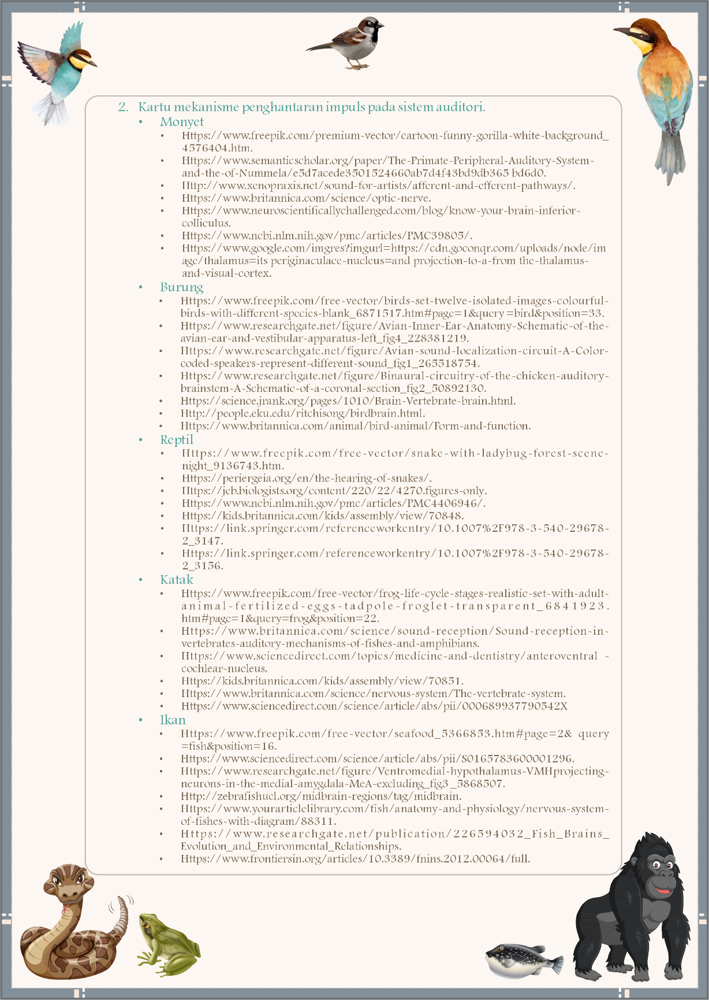 2. Kartu mekanisme penghantaran impuls pada sistem auditori.
• Monyet
• Https://www.freepik.com/premium-vector/cartoon-funny-gorilla-white-background_
4576404.htm.
• Https://www.semanticscholar.org/paper/The-Primate-Peripheral-Auditory-System-
and-the-of-Nummela/e5d7acede3501524660ab7d4f43bd9db365 bd6d0.
• Http://www.xenopraxis.net/sound-for-artists/afferent-and-efferent-pathways/.
• Https://www.britannica.com/science/optic-nerve.
• Https://www.neuroscientificallychallenged.com/blog/know-your-brain-inferior-
colliculus.
• Https://www.ncbi.nlm.nih.gov/pmc/articles/PMC39805/.
• Https://www.google.com/imgres?imgurl=https://cdn.goconqr.com/uploads/node/im
age/thalamus=its periginaculace-nucleus=and projection-to-a-from the-thalamus-
and-visual-cortex.
• Burung
• Https://www.freepik.com/free-vector/birds-set-twelve-isolated-images-colourful-
birds-with-different-species-blank_6871517.htm#page=1&query =bird&position=33.
• Https://www.researchgate.net/figure/Avian-Inner-Ear-Anatomy-Schematic-of-the-
avian-ear-and-vestibular-apparatus-left_fig4_228381219.
• Https://www.researchgate.net/figure/Avian-sound-localization-circuit-A-Color-
coded-speakers-represent-different-sound_fig1_265518754.
• Https://www.researchgate.net/figure/Binaural-circuitry-of-the-chicken-auditory-
brainstem-A-Schematic-of-a-coronal-section_fig2_50892130.
• Https://science.jrank.org/pages/1010/Brain-Vertebrate-brain.html.
• Http://people.eku.edu/ritchisong/birdbrain.html.
• Https://www.britannica.com/animal/bird-animal/Form-and-function.
• Reptil
• Https://www.freepik.com/free-vector/snake-with-ladybug-forest-scene-
night_9136743.htm.
• Https://periergeia.org/en/the-hearing-of-snakes/.
• Https://jeb.biologists.org/content/220/22/4270.figures-only.
• Https://www.ncbi.nlm.nih.gov/pmc/articles/PMC4406946/.
• Https://kids.britannica.com/kids/assembly/view/70848.
• Https://link.springer.com/referenceworkentry/10.1007%2F978-3-540-29678-
2_3147.
• Https://link.springer.com/referenceworkentry/10.1007%2F978-3-540-29678-
2_3156.
• Katak
• Https://www.freepik.com/free-vector/frog-life-cycle-stages-realistic-set-with-adult-
animal-fertilized-eggs-tadpole-froglet-transparent_6841923.
htm#page=1&query=frog&position=22.
• Https://www.britannica.com/science/sound-reception/Sound-reception-in-
vertebrates-auditory-mechanisms-of-fishes-and-amphibians.
• Https://www.sciencedirect.com/topics/medicine-and-dentistry/anteroventral -
cochlear-nucleus.
• Https://kids.britannica.com/kids/assembly/view/70851.
• Https://www.britannica.com/science/nervous-system/The-vertebrate-system.
• Https://www.sciencedirect.com/science/article/abs/pii/000689937790542X
• Ikan
• Https://www.freepik.com/free-vector/seafood_5366853.htm#page=2& query
=fish&position=16.
• Https://www.sciencedirect.com/science/article/abs/pii/S0165783600001296.
• Https://www.researchgate.net/figure/Ventromedial-hypothalamus-VMHprojecting-
neurons-in-the-medial-amygdala-MeA-excluding_fig3 _5868507.
• Http://zebrafishucl.org/midbrain-regions/tag/midbrain.
• Https://www.yourarticlelibrary.com/fish/anatomy-and-physiology/nervous-system-
of-fishes-with-diagram/88311.
• Https://www.researchgate.net/publication/226594032_Fish_Brains_
Evolution_and_Environmental_Relationships.
• Https://www.frontiersin.org/articles/10.3389/fnins.2012.00064/full.